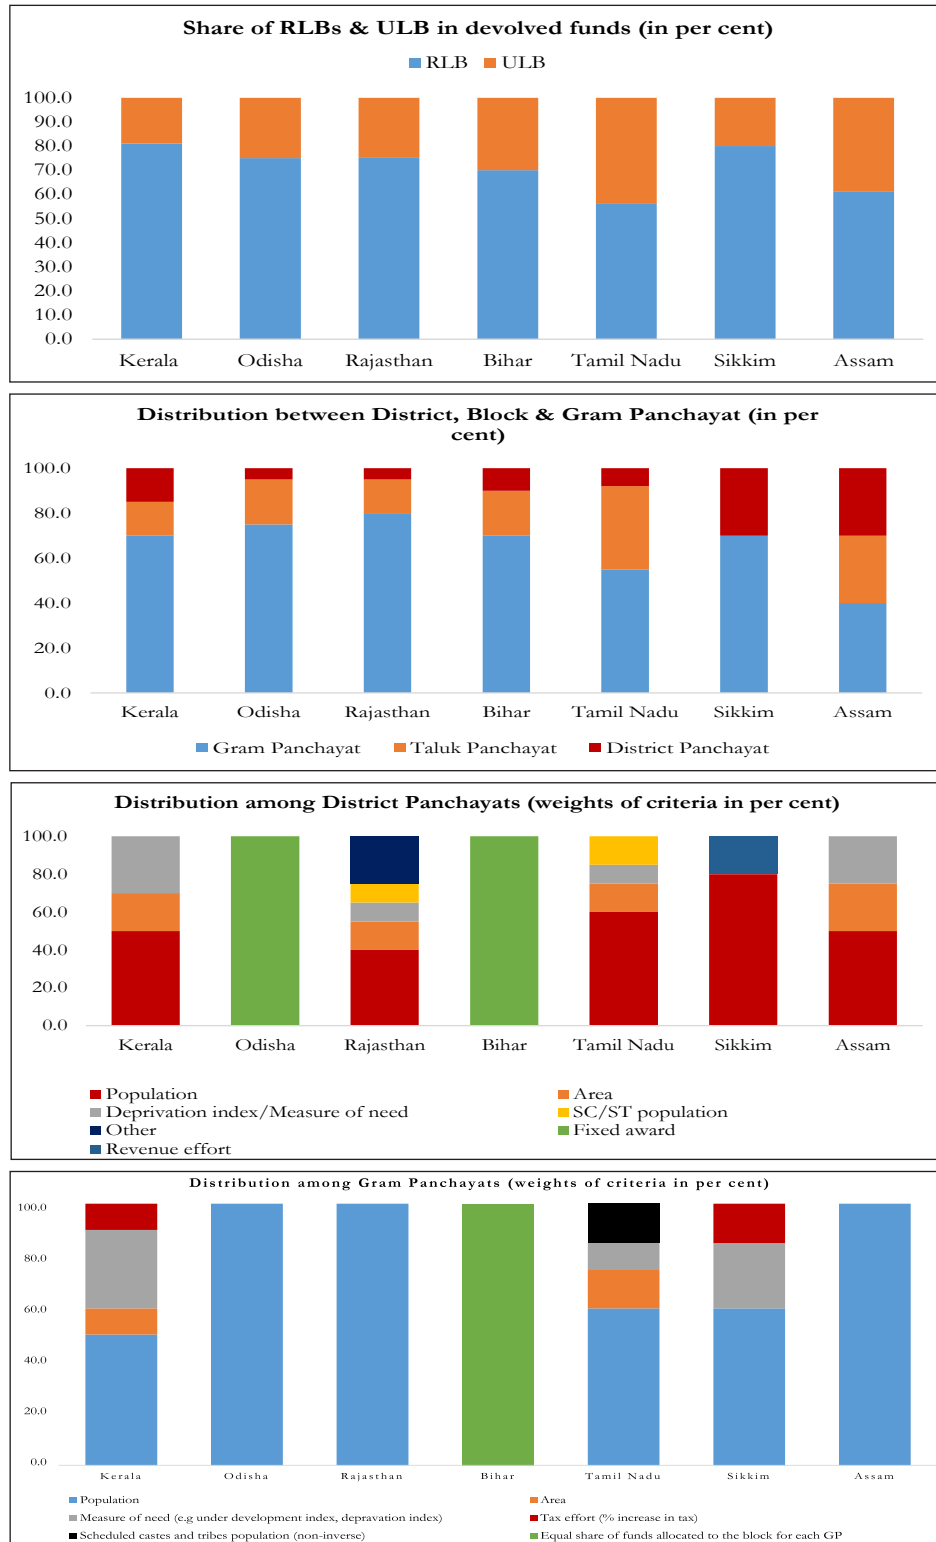 Share of RLBs & ULB in devolved funds (in per cent)
RLB ULB
100.0
90.0
80.0
70.0
60.0
50.0
40.0
30.0
20.0
10.0
0.0
Kerala Odisha Rajasthan Bihar Tamil Nadu Sikkim Assam
Distribution between District, Block & Gram Panchayat (in per
cent)
100.0
80.0
60.0
40.0
20.0
0.0
Kerala Odisha Rajasthan Bihar Tamil Nadu Sikkim Assam
Gram Panchayat Taluk Panchayat District Panchayat
Distribution among District Panchayats (weights of criteria in per cent)
100.0
80.0
60.0
40.0
20.0
0.0
Kerala Odisha Rajasthan Bihar Tamil Nadu Sikkim Assam
Population Area
Deprivation index/Measure of need SC/ST population
Other Fixed award
Revenue effort
Distribution among Gram Panchayats (weights of criteria in per cent)
100.0
80.0
60.0
40.0
20.0
0.0
Kerala Odisha Rajasthan Bihar Tamil Nadu Sikkim Assam
Population Area
Measure of need (e.g under development index, depravation index) Tax effort (% increase in tax)
Scheduled castes and tribes population (non-inverse) Equal share of funds allocated to the block for each GP